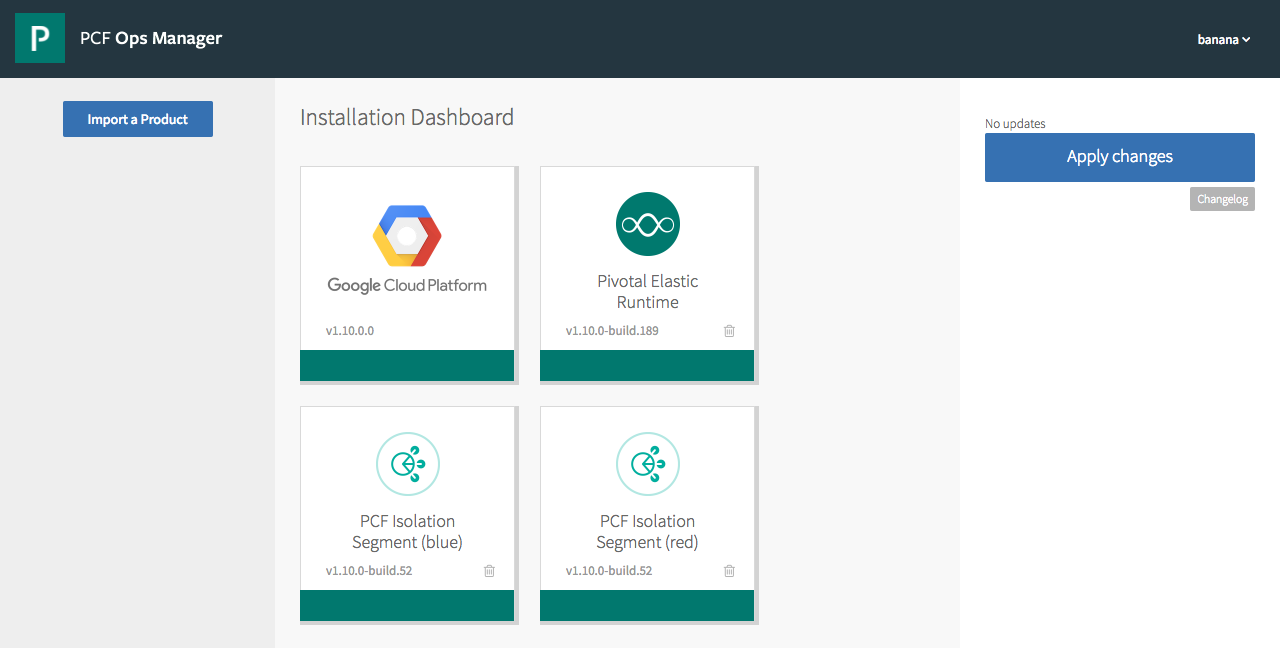 P
PCF Ops Manager
banana
Import a Product
Installation Dashboard
No updates
Apply changes
Changelog
Google Cloud Platform
v1.10.0.0
Pivotal Elastic
Runtime
v1.10.0-build.189
PCF Isolation
Segment (blue)
v1.10.0-build.52
PCF Isolation
Segment (red)
v1.10.0-build.52